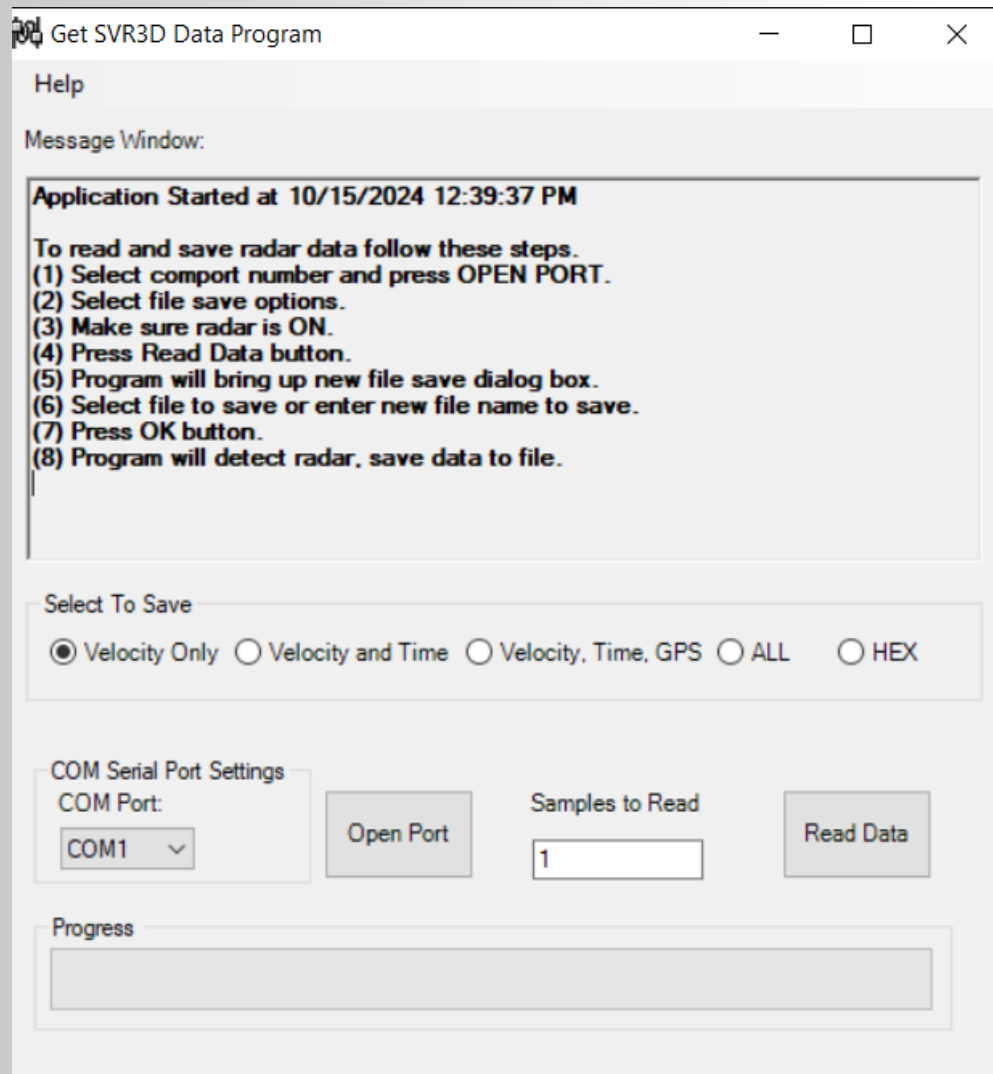 Get SVR3D Data Program
Help
Message Window:
Application Started at 10/15/2024 12:39:37 PM
To read and save radar data follow these steps.
(1) Select comport number and press OPEN PORT.
(2) Select file save options.
(3) Make sure radar is ON.
(4) Press Read Data button.
(5) Program will bring up new file save dialog box.
(6) Select file to save or enter new file name to save.
(7) Press OK button.
(8) Program will detect radar, save data to file.
Select To Save
Velocity Only Velocity and Time Velocity, Time, GPS ALL HEX
COM Serial Port Settings
COM Port:
COM1
Open Port
Samples to Read
1
Read Data
Progress